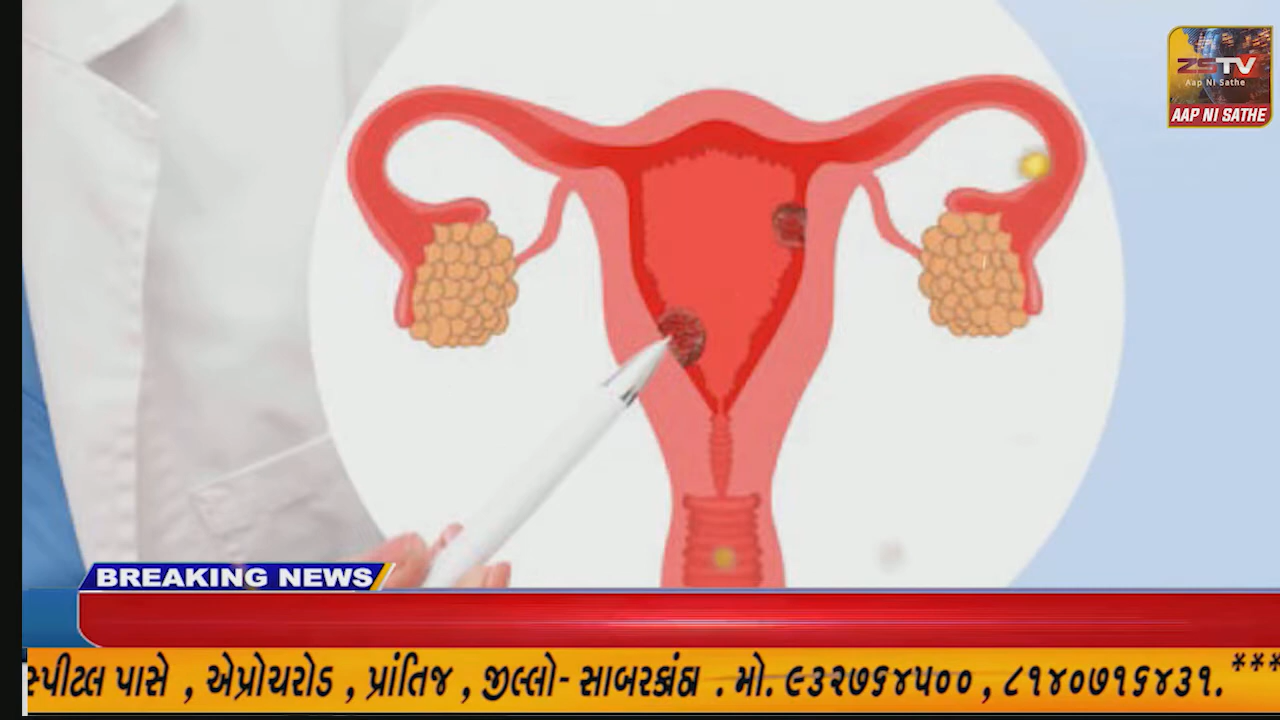 ZSTV
Aap Ni Sathe
AAP NI SATHE
BREAKING NEWS
સ્પીટલ પાસે , એપ્રોચરોડ , પ્રાંતિજ , જીલ્લો- સાબરકાંઠા . મો. ૯૩૨૭૬૪૫૦૦ , ૮૧૪૦૭૧૬૪૩૧. ***